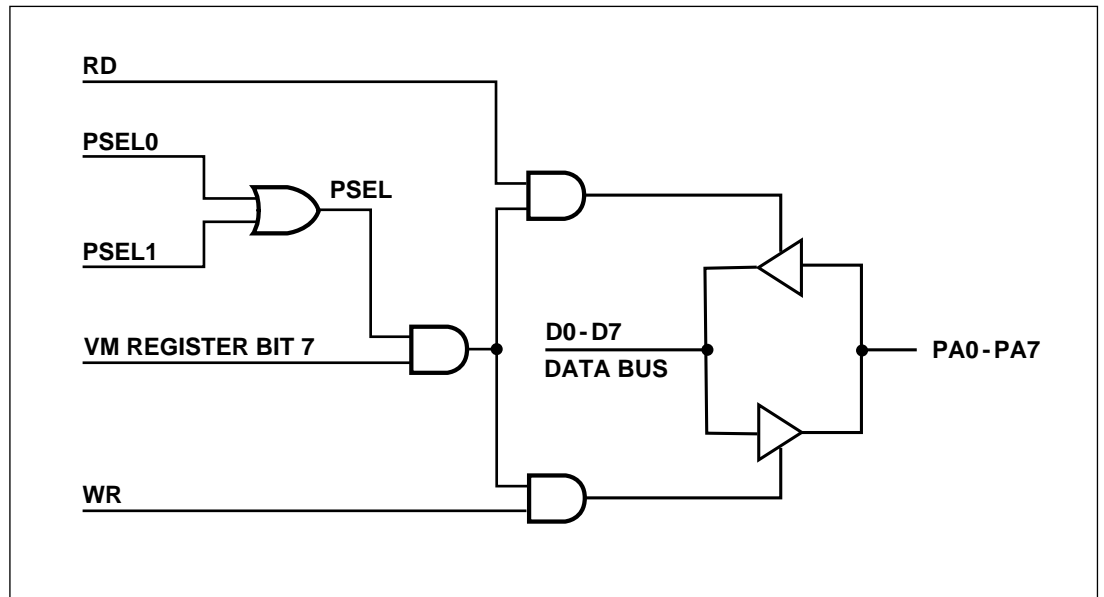 RD
PSEL0
PSEL
PSEL1
D0-D7
VM REGISTER BIT 7
PA0-PA7
DATA BUS
WR